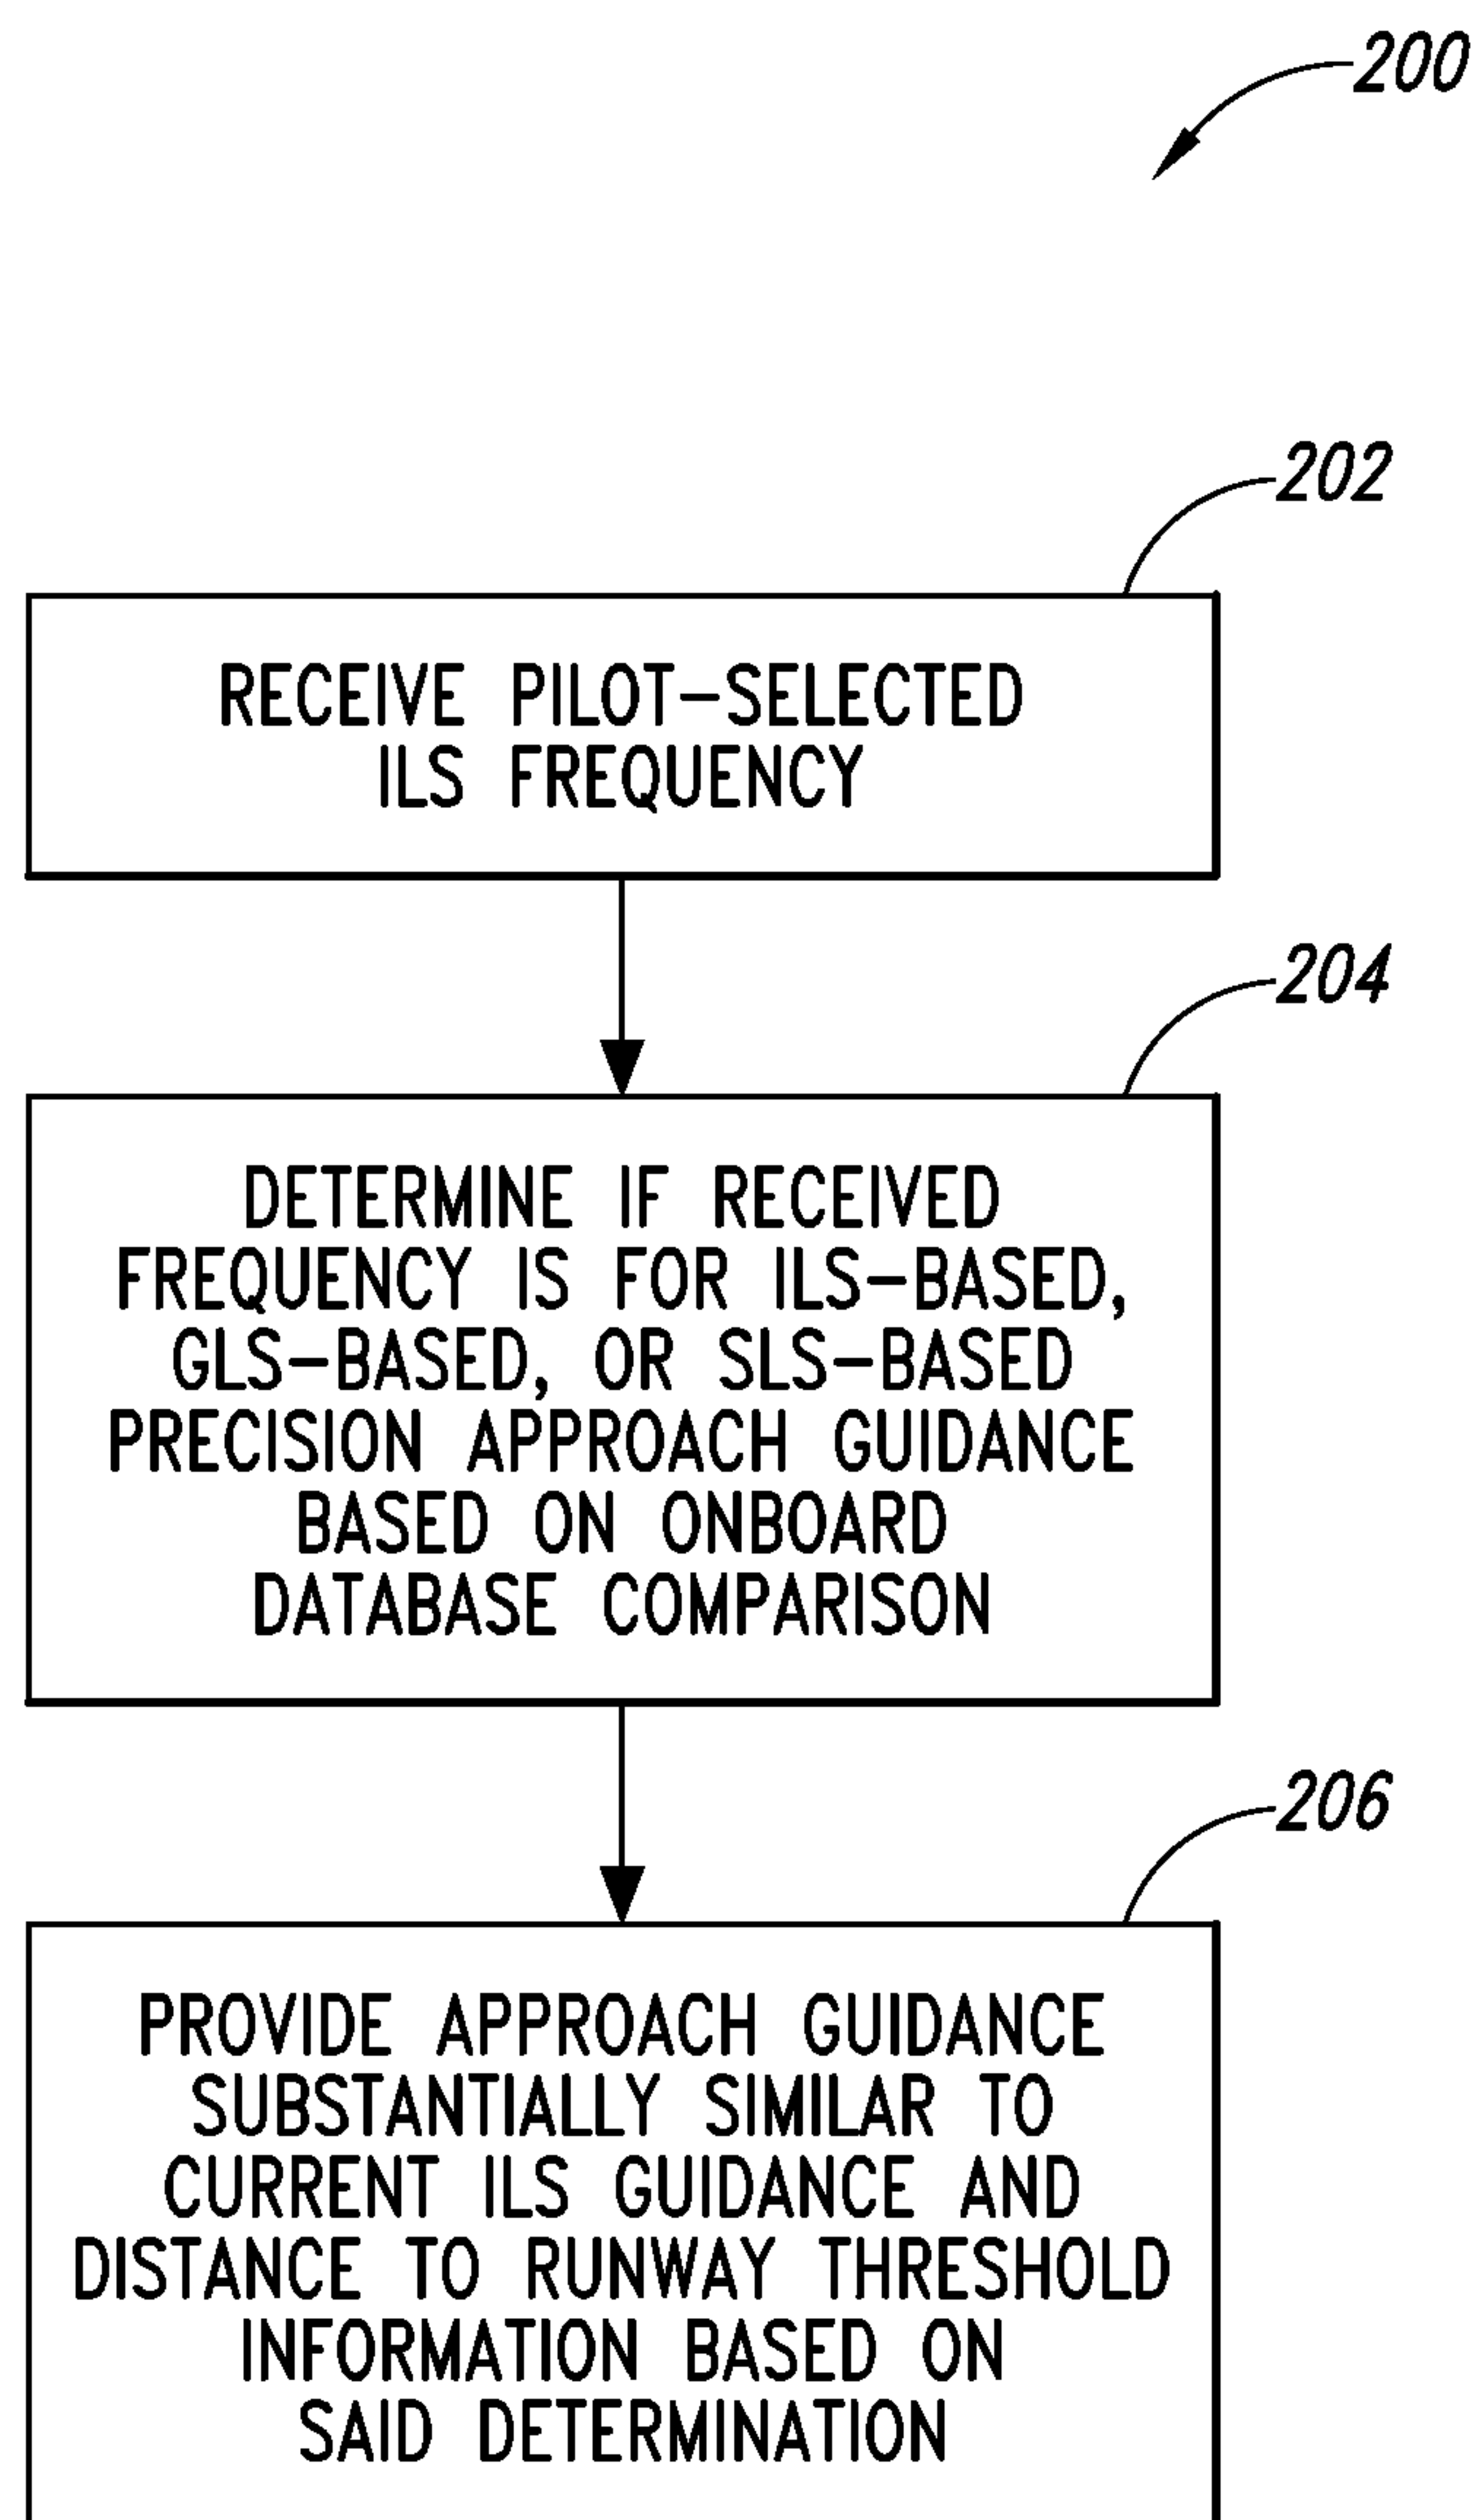 200
202
RECEIVE PILOT-SELECTED
ILS FREQUENCY
204
DETERMINE IF RECEIVED
FREQUENCY IS FOR ILS-BASED,
GLS-BASED, OR SLS-BASED
PRECISION APPROACH GUIDANCE
BASED ON ONBOARD
DATABASE COMPARISON
206
PROVIDE APPROACH GUIDANCE
SUBSTANTIALLY SIMILAR TO
CURRENT ILS GUIDANCE AND
DISTANCE TO RUNWAY THRESHOLD
INFORMATION BASED ON
SAID DETERMINATION